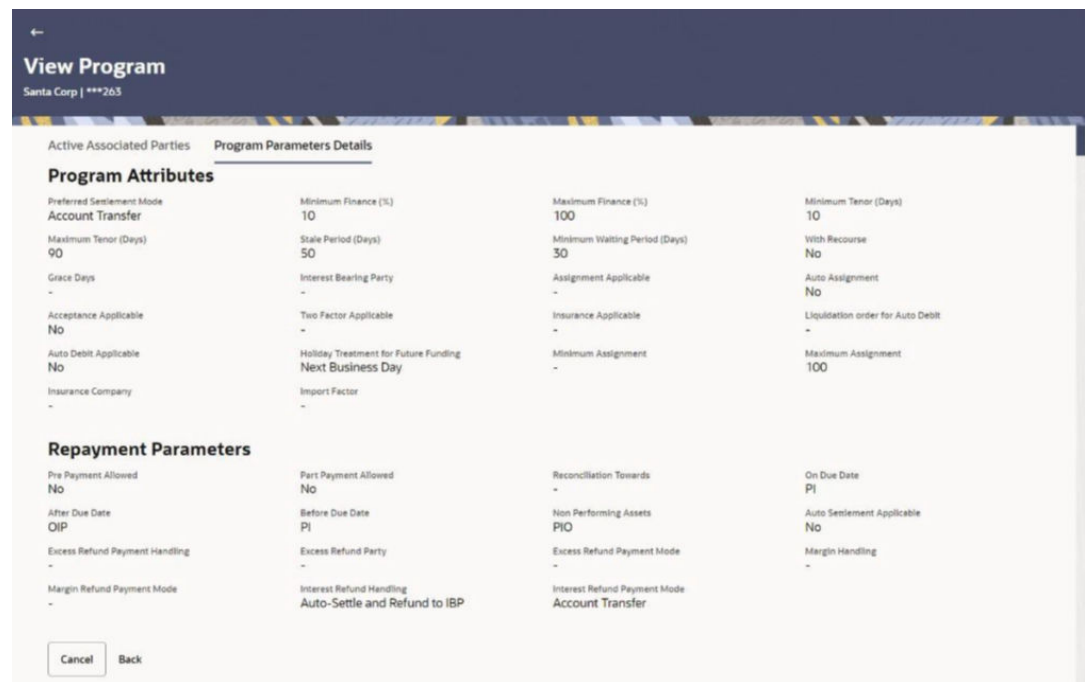 ←
View Program
Santa Corp | ***263
Active Associated Parties Program Parameters Details
Program Attributes
Preferred Settlement Mode Minimum Finance (%) Maximum Finance (%) Minimum Tenor (Days)
Account Transfer 10 100 10
Maximum Tenor (Days) Stale Period (Days) Minimum Waiting Period (Days) With Recourse
90 50 30 No
Grace Days Interest Bearing Party Assignment Applicable Auto Assignment
- - - No
Acceptance Applicable Two Factor Applicable Insurance Applicable Liquidation order for Auto Debit
No - - -
Auto Debit Applicable Holiday Treatment for Future Funding Minimum Assignment Maximum Assignment
No Next Business Day - 100
Insurance Company Import Factor
- -
Repayment Parameters
Pre Payment Allowed Part Payment Allowed Reconciliation Towards On Due Date
No No - PI
After Due Date Before Due Date Non Performing Assets Auto Settlement Applicable
OIP PI PIO No
Excess Refund Payment Handling Excess Refund Party Excess Refund Payment Mode Margin Handling
- - - -
Margin Refund Payment Mode Interest Refund Handling Interest Refund Payment Mode
- Auto-Settle and Refund to IBP Account Transfer
Cancel Back